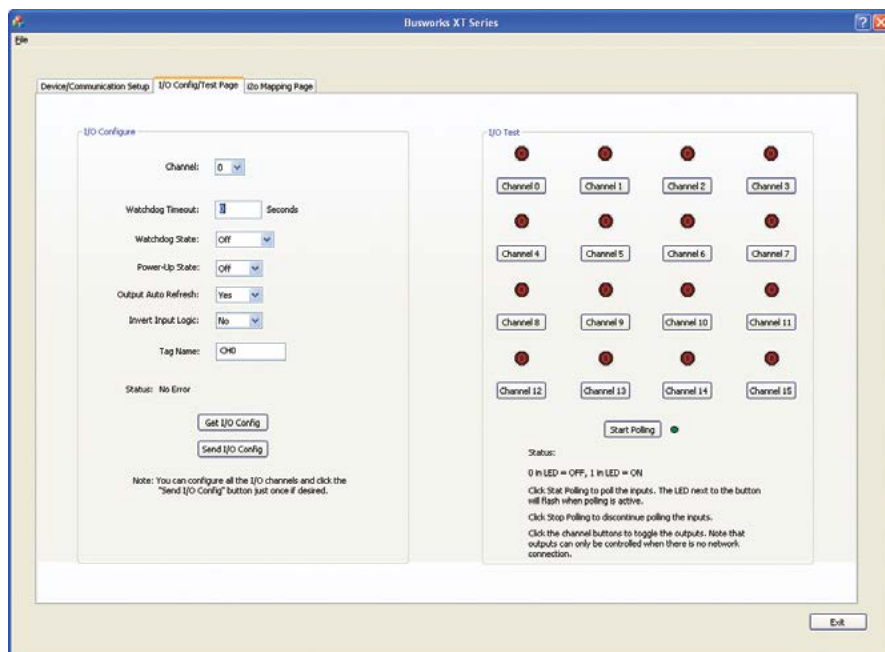 Busworks XT Series
File
Device/Communication Setup I/O Config/Test Page i2o Mapping Page
I/O Configure
Channel: 0
Watchdog Timeout: 0 Seconds
Watchdog State: Off
Power-Up State: Off
Output Auto Refresh: Yes
Invert Input Logic: No
Tag Name: CH0
Status: No Error
Get I/O Config
Send I/O Config
Note: You can configure all the I/O channels and click the
"Send I/O Config" button just once if desired.
I/O Test
Channel 0 Channel 1 Channel 2 Channel 3
Channel 4 Channel 5 Channel 6 Channel 7
Channel 8 Channel 9 Channel 10 Channel 11
Channel 12 Channel 13 Channel 14 Channel 15
Start Polling
Status:
0 in LED = OFF, 1 in LED = ON
Click Stat Polling to poll the inputs. The LED next to the button
will flash when polling is active.
Click Stop Polling to discontinue polling the inputs.
Click the channel buttons to toggle the outputs. Note that
outputs can only be controlled when there is no network
connection.
Exit